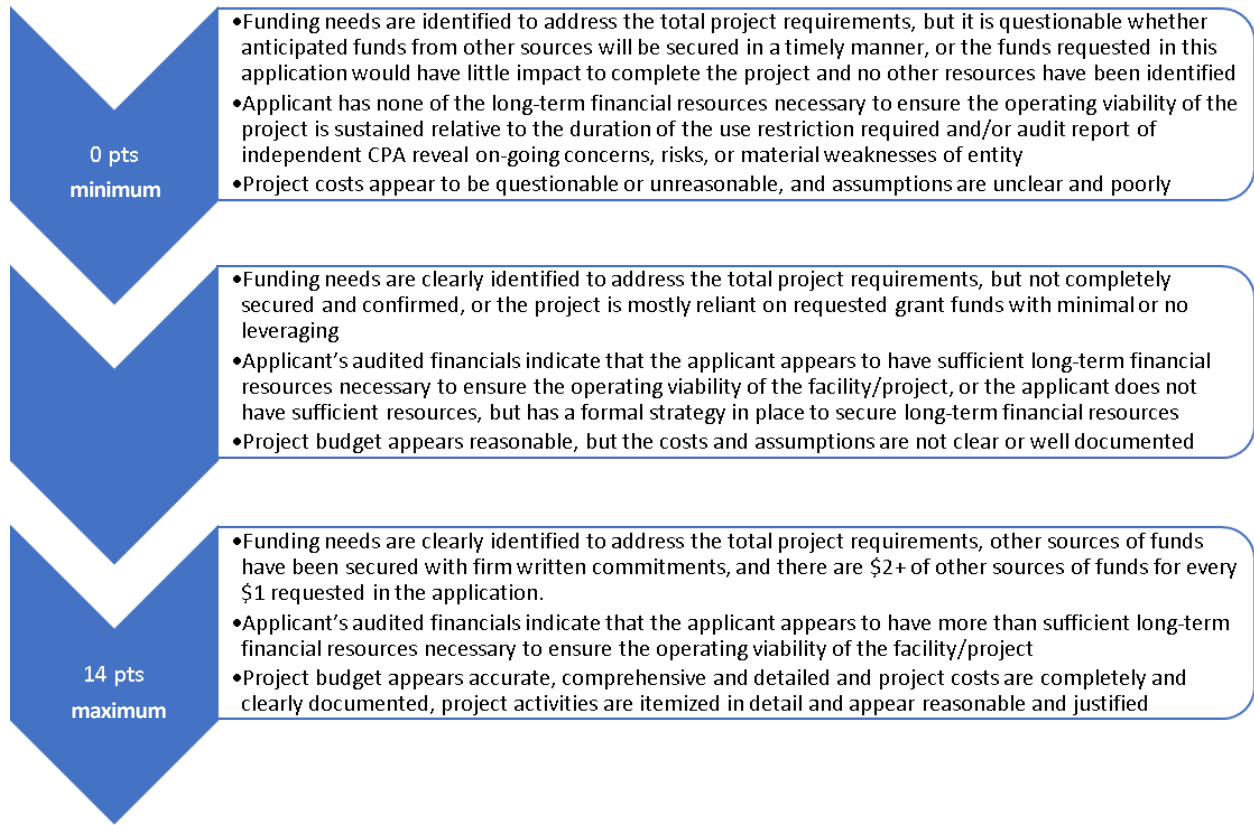 •Funding needs are identified to address the total project requirements, but it is questionable whether
anticipated funds from other sources will be secured in a timely manner, or the funds requested in this
application would have little impact to complete the project and no other resources have been identified
•Applicant has none of the long-term financial resources necessary to ensure the operating viability of the
project is sustained relative to the duration of the use restriction required and/or audit report of
independent CPA reveal on-going concerns, risks, or material weaknesses of entity
•Project costs appear to be questionable or unreasonable, and assumptions are unclear and poorly
0 pts
minimum
•Funding needs are clearly identified to address the total project requirements, but not completely
secured and confirmed, or the project is mostly reliant on requested grant funds with minimal or no
leveraging
•Applicant’s audited financials indicate that the applicant appears to have sufficient long-term financial
resources necessary to ensure the operating viability of the facility/project, or the applicant does not
have sufficient resources, but has a formal strategy in place to secure long-term financial resources
•Project budget appears reasonable, but the costs and assumptions are not clear or well documented
•Funding needs are clearly identified to address the total project requirements, other sources of funds
have been secured with firm written commitments, and there are $2+ of other sources of funds for every
$1 requested in the application.
•Applicant’s audited financials indicate that the applicant appears to have more than sufficient long-term
financial resources necessary to ensure the operating viability of the facility/project
•Project budget appears accurate, comprehensive and detailed and project costs are completely and
clearly documented, project activities are itemized in detail and appear reasonable and justified
14 pts
maximum